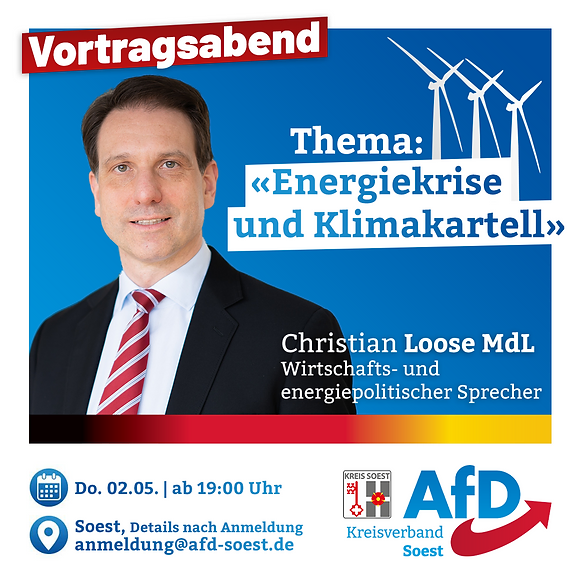 Vortragsabend
Thema:
«Energiekrise
und Klimakartell»
Christian Loose MdL
Wirtschafts- und
energiepolitischer Sprecher
Do. 02.05. | ab 19:00 Uhr
Soest, Details nach Anmeldung
anmeldung@afd-soest.de
KREIS SOEST
AfD
Kreisverband
Soest